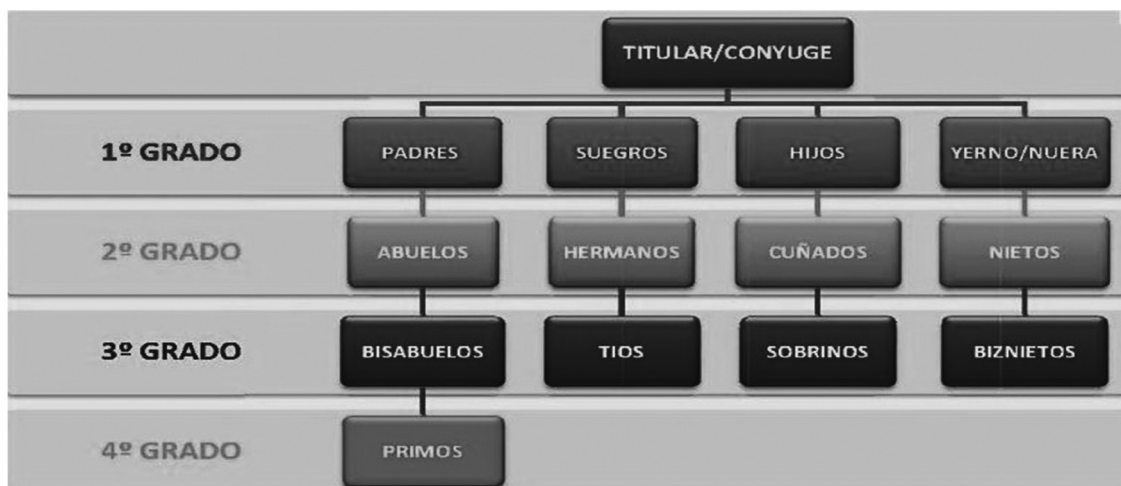 TITULAR/CONYUGE
1º GRADO
PADRES
SUEGROS
HIJOS
YERNO/NUERA
2º GRADO
ABUELOS
HERMANOS
CUÑADOS
NIETOS
3º GRADO
BISABUELOS
TIOS
SOBRINOS
BIZNIETOS
4º GRADO
PRIMOS